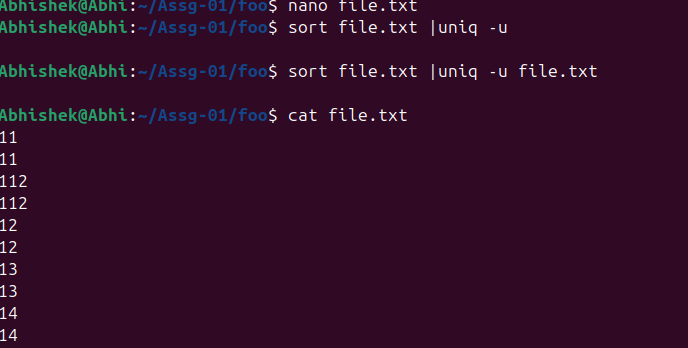 Abhishek@Abhi:~/Assg-01/foo$ nano file.txt
Abhishek@Abhi:~/Assg-01/foo$ sort file.txt |uniq -u
Abhishek@Abhi:~/Assg-01/foo$ sort file.txt |uniq -u file.txt
Abhishek@Abhi:~/Assg-01/foo$ cat file.txt
11
11
112
112
12
12
13
13
14
14